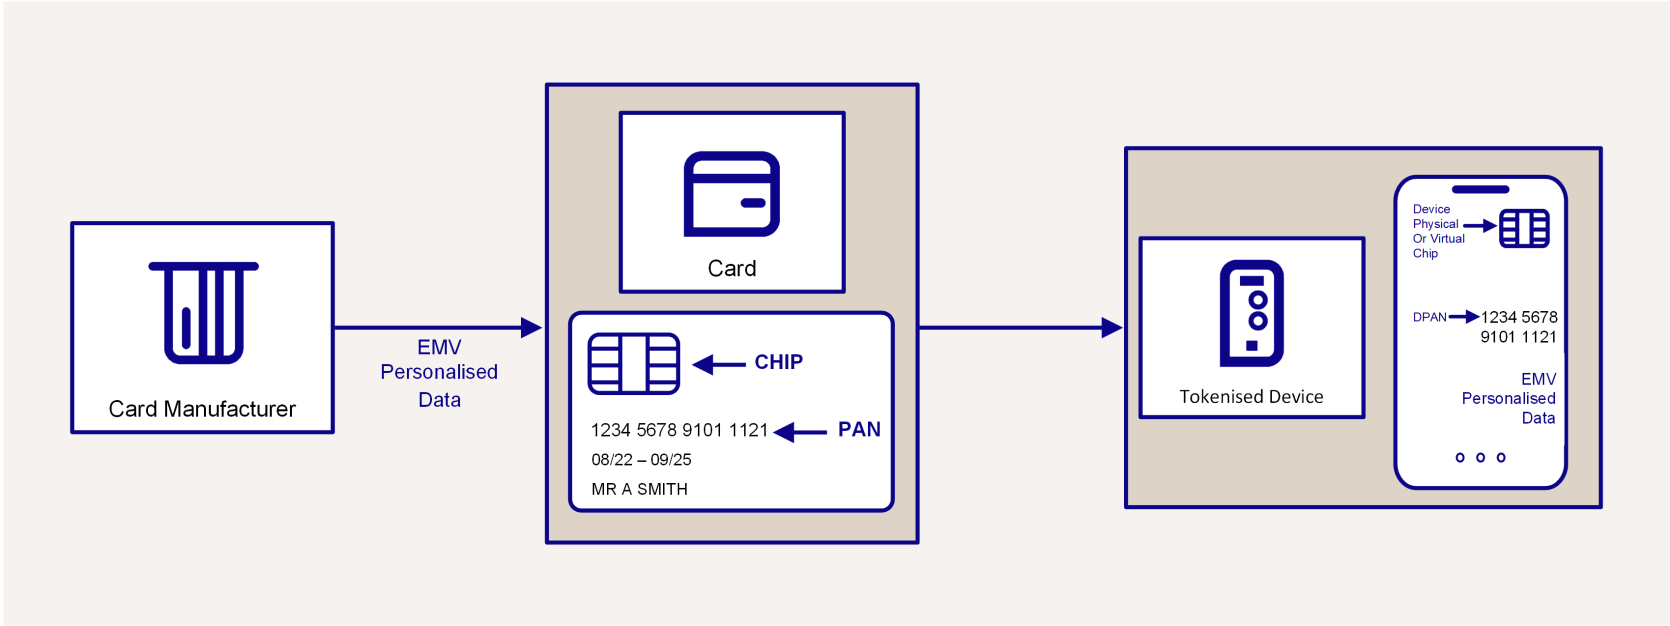 Card Manufacturer
EMV
Personalised
Data
Card
CHIP
1234 5678 9101 1121
PAN
08/22 – 09/25
MR A SMITH
Tokenised Device
Device
Physical
Or Virtual
Chip
DPAN
1234 5678
9101 1121
EMV
Personalised
Data